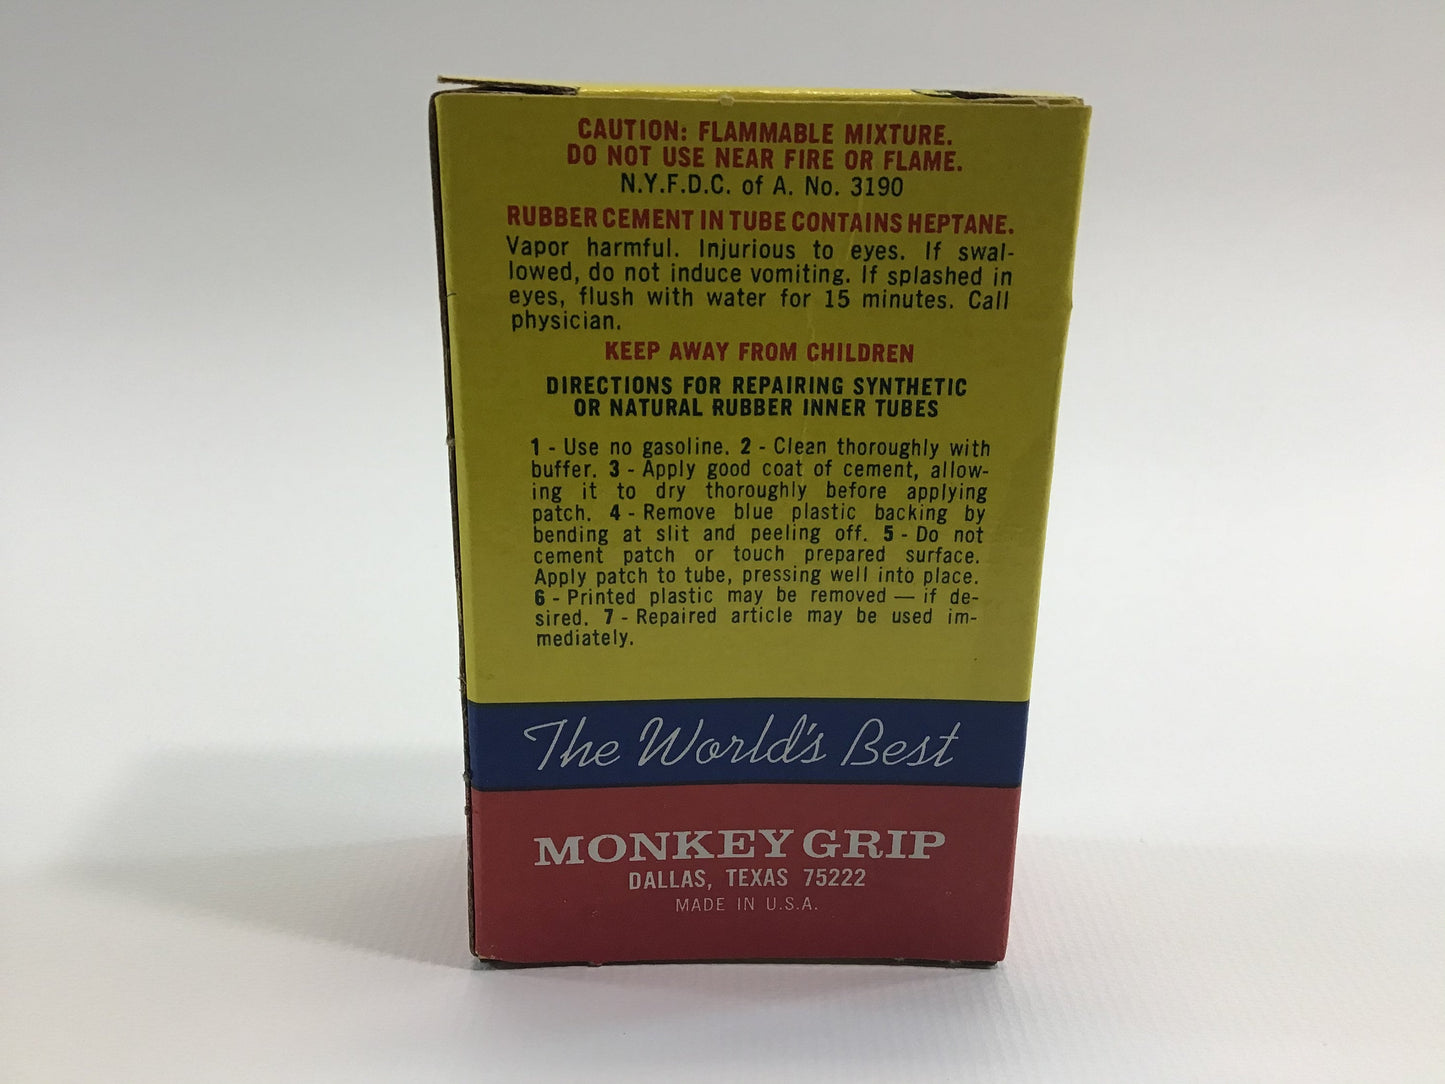 CAUTION: FLAMMABLE MIXTURE.
DO NOT USE NEAR FIRE OR FLAME.
N.Y.F.D.C. of A. No. 3190
RUBBER CEMENT IN TUBE CONTAINS HEPTANE.
Vapor harmful. Injurious to eyes. If swal-
lowed, do not induce vomiting. If splashed in
eyes, flush with water for 15 minutes. Call
physician.
KEEP AWAY FROM CHILDREN
DIRECTIONS FOR REPAIRING SYNTHETIC
OR NATURAL RUBBER INNER TUBES
1 - Use no gasoline. 2 - Clean thoroughly with
buffer. 3 - Apply good coat of cement, allow-
ing it to dry thoroughly before applying
patch. 4 - Remove blue plastic backing by
bending at slit and peeling off. 5 - Do not
cement patch or touch prepared surface.
Apply patch to tube, pressing well into place.
6 - Printed plastic may be removed — if de-
sired. 7 - Repaired article may be used im-
mediately.
The World's Best
MONKEY GRIP
DALLAS, TEXAS 75222
MADE IN U.S.A.